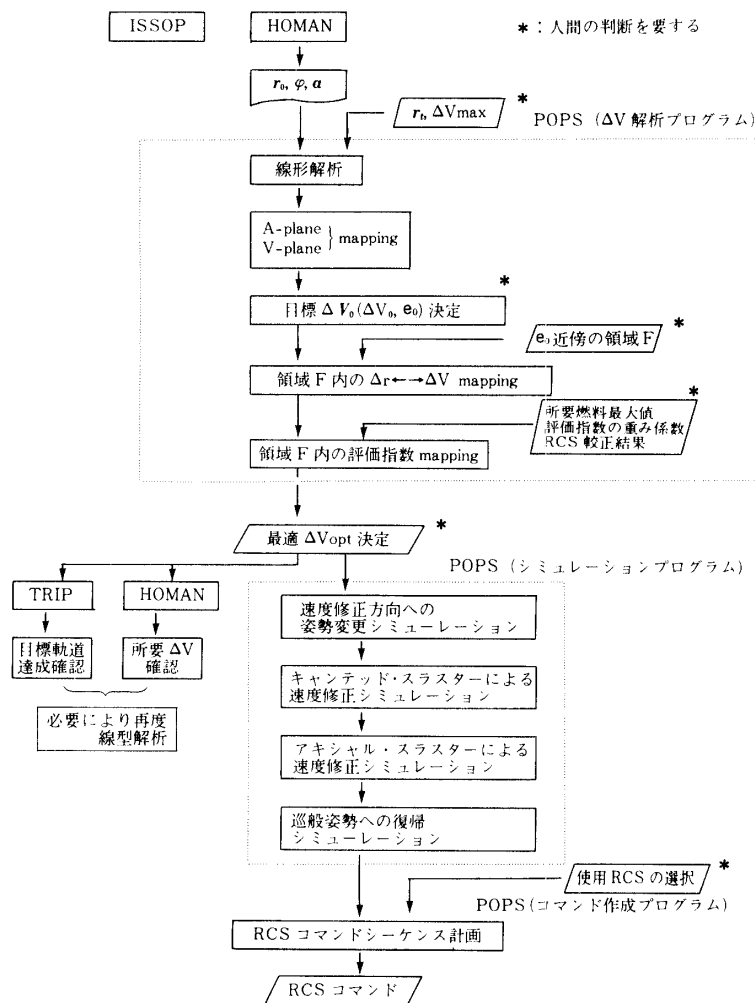 ISSOP
HOMAN
*：人間の判断を要する
r₀, φ, a
*
rₜ, ΔVmax
POPS (ΔV 解析プログラム)
線形解析
A-plane
V-plane } mapping
*
目標 Δ V₀ (ΔV₀, e₀) 決定
*
e₀ 近傍の領域 F
領域 F 内の Δr←→ΔV mapping
*
所要燃料最大値
評価指数の重み係数
RCS 較正結果
領域 F 内の評価指数 mapping
*
最適 ΔVopt 決定
POPS (シミュレーションプログラム)
TRIP
HOMAN
速度修正方向への
姿勢変更シミューレーション
目標軌道
達成確認
所要 ΔV
確認
キャンテッド・スラスターによる
速度修正シミューレーション
必要により再度
線型解析
アキシャル・スラスターによる
速度修正シミューレーション
巡般姿勢への復帰
シミューレーション
*
使用 RCS の選択
POPS (コマンド作成プログラム)
RCS コマンドシーケンス計画
RCS コマンド